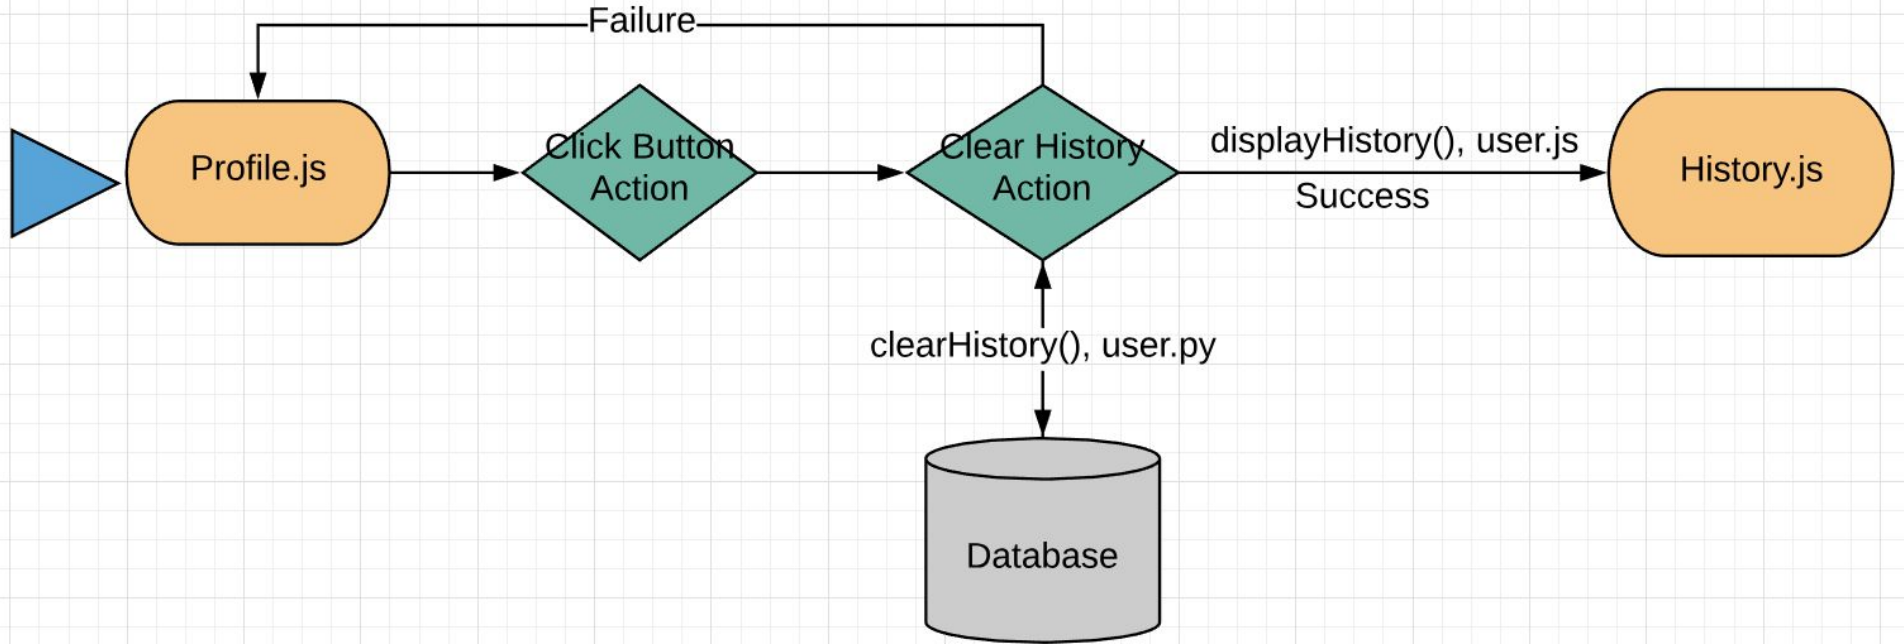 Failure
Profile.js
Click Button
Action
Clear History
Action
displayHistory(), user.js
Success
History.js
clearHistory(), user.py
Database